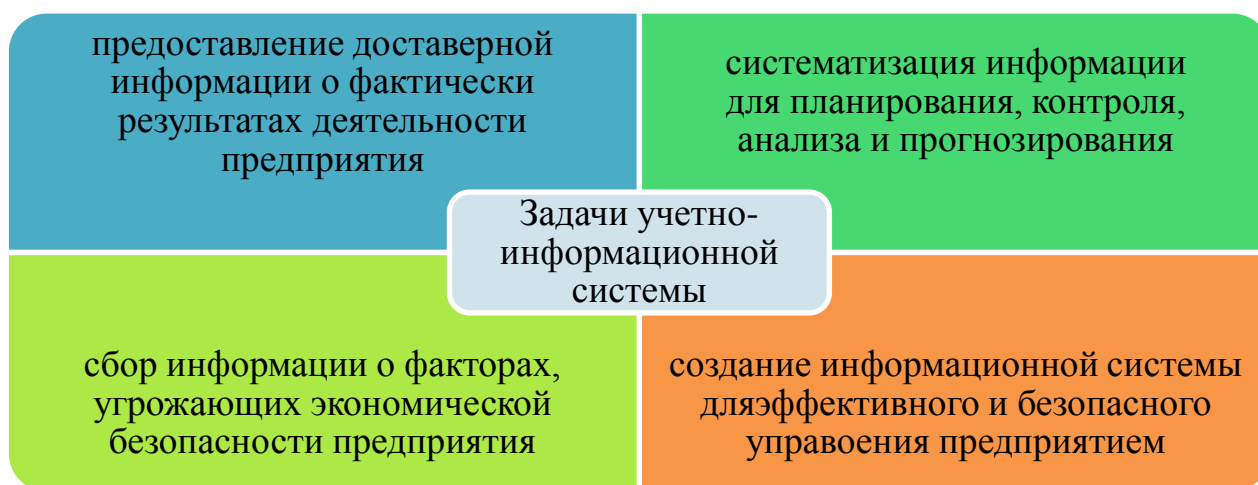 предоставление доставерной
информации о фактически
результатах деятельности
предприятия
систематизация информации
для планирования, контроля,
анализа и прогнозирования
Задачи учетно-
информационной
системы
сбор информации о факторах,
угрожающих экономической
безопасности предприятия
создание информационной системы
дляэффективного и безопасного
управоения предприятием